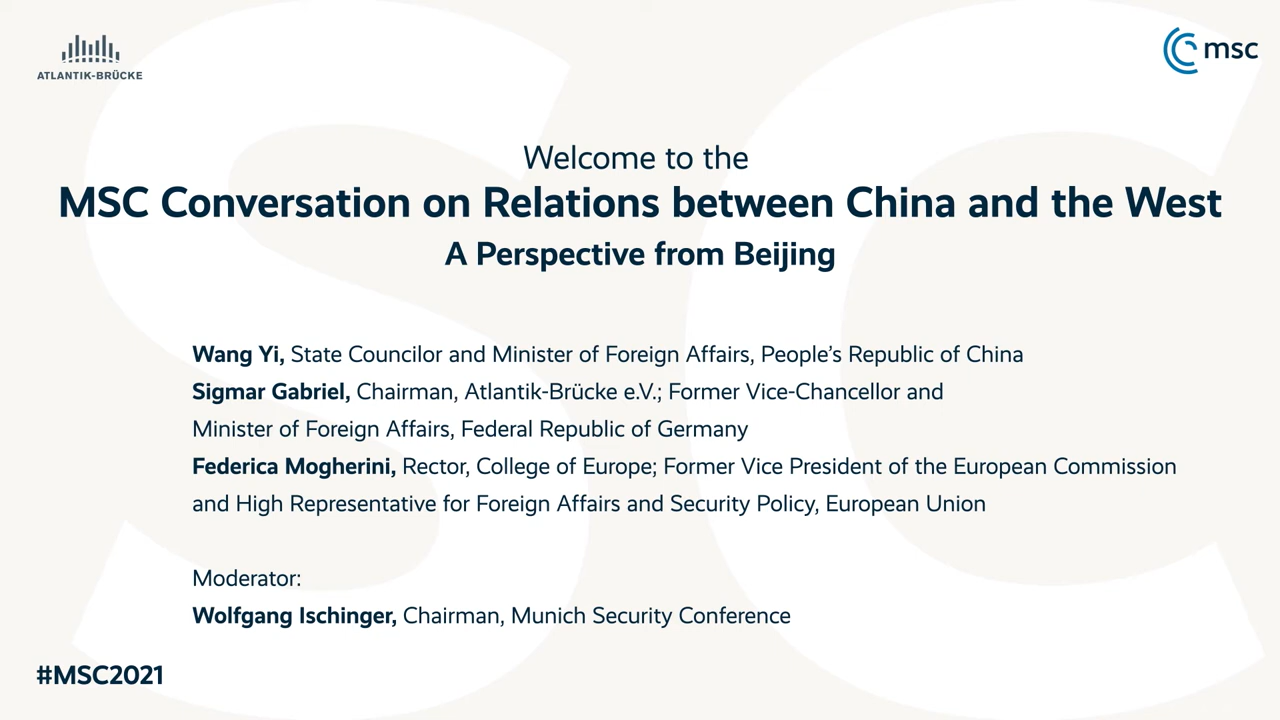 ATLANTIK-BRÜCKE
msc
Welcome to the
MSC Conversation on Relations between China and the West
A Perspective from Beijing
Wang Yi, State Councilor and Minister of Foreign Affairs, People’s Republic of China
Sigmar Gabriel, Chairman, Atlantik-Brücke e.V.; Former Vice-Chancellor and
Minister of Foreign Affairs, Federal Republic of Germany
Federica Mogherini, Rector, College of Europe; Former Vice President of the European Commission
and High Representative for Foreign Affairs and Security Policy, European Union
Moderator:
Wolfgang Ischinger, Chairman, Munich Security Conference
#MSC2021